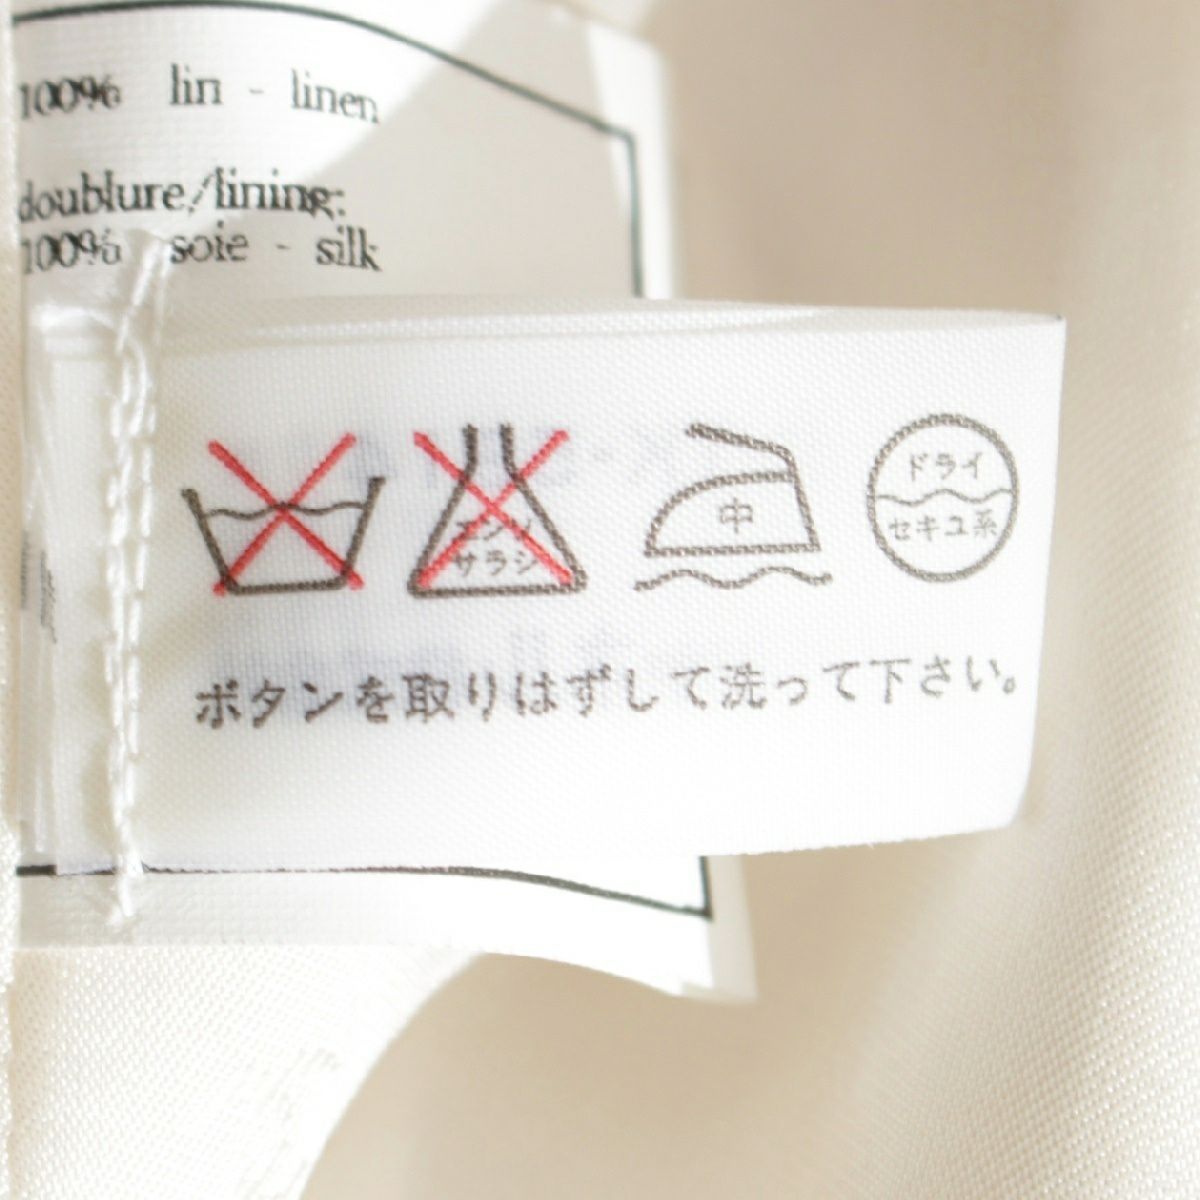 100% lin - linen
doublure/lining:
100% soie - silk
エンソ
サラシ
中
ドライ
セキユ系
ボタンを取りはずして洗って下さい。